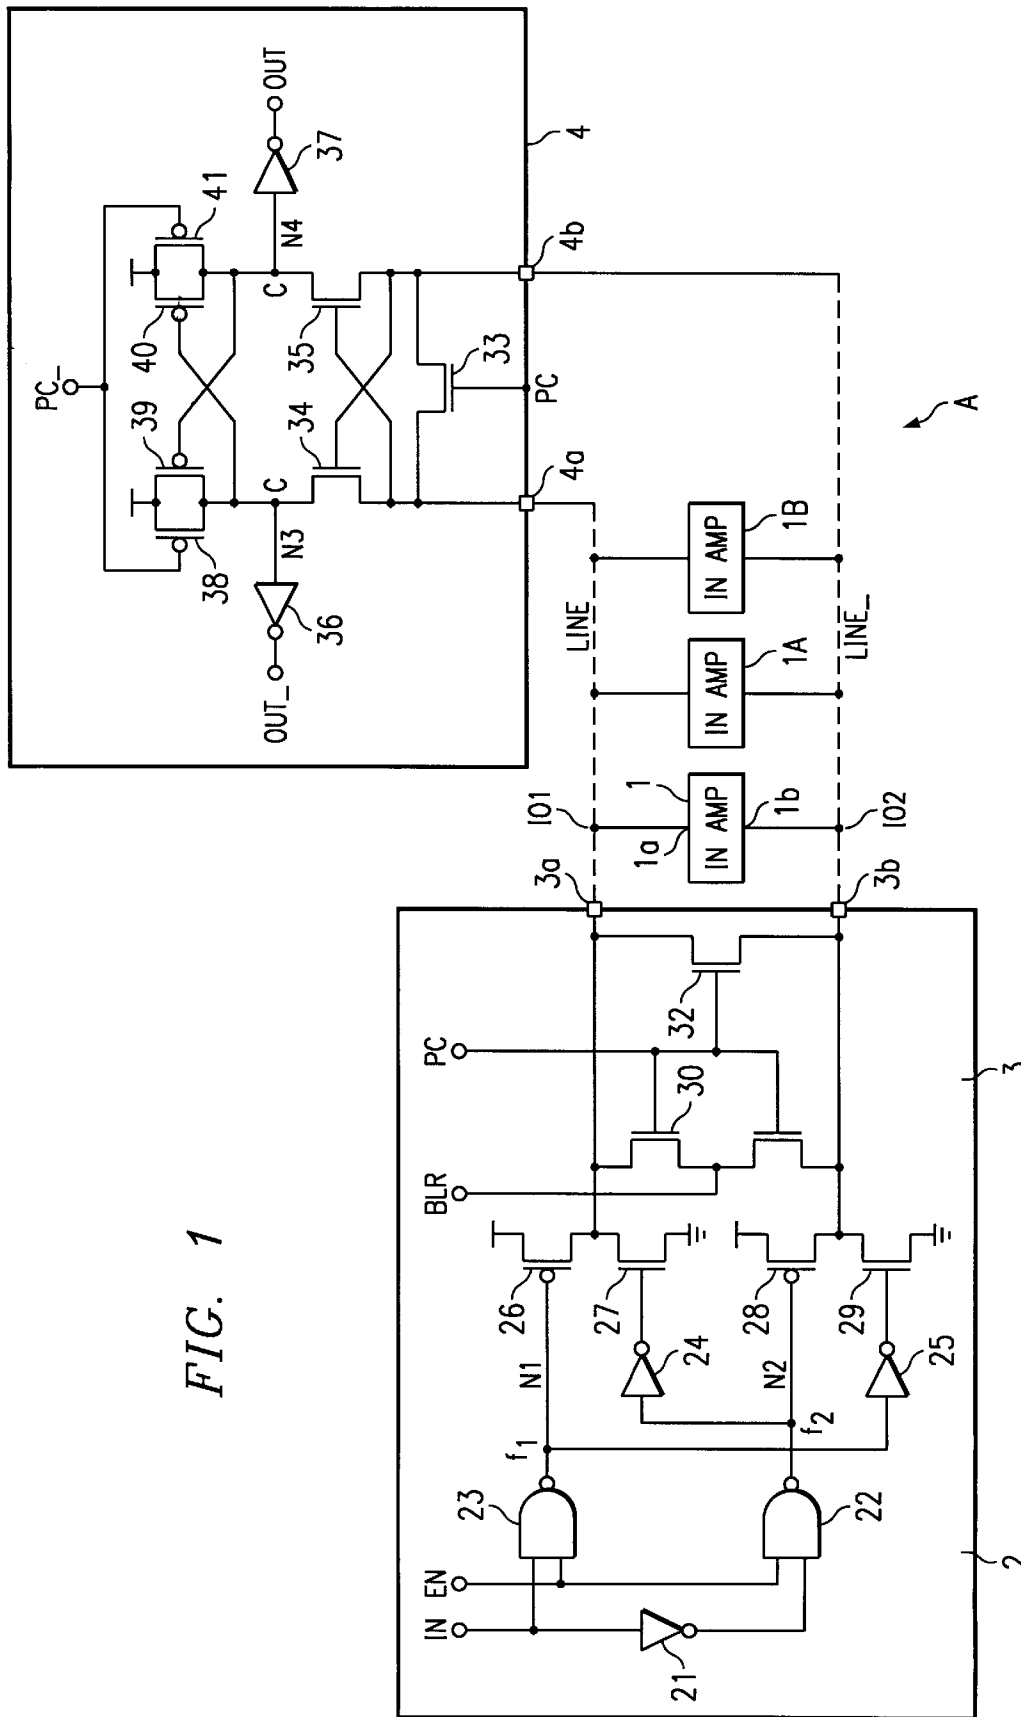 FIG. 1
IN
EN
BLR
PC
21
23
22
f1
f2
N1
N2
24
25
26
27
28
29
30
32
2
3
3a
3b
IO1
IO2
1a
1b
1
IN AMP
IN AMP
1A
IN AMP
1B
LINE
LINE_
A
4a
4b
4
PC
33
34
35
C
C
N3
N4
36
37
OUT_
OUT
38
39
40
41
PC_